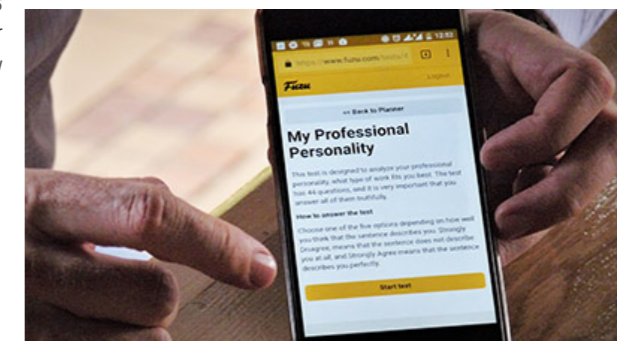 12:02
https://www.fuzu.com/tests/4
Fuzu
Logout
<< Back to Planner
My Professional
Personality
This test is designed to analyze your professional
personality, what type of work fits you best. The test
has 44 questions, and it is very important that you
answer all of them truthfully.
How to answer the test
Choose one of the five options depending on how well
you think that the sentence describes you. Strongly
Disagree, means that the sentence does not describe
you at all, and Strongly Agree means that the sentence
describes you perfectly.
Start test